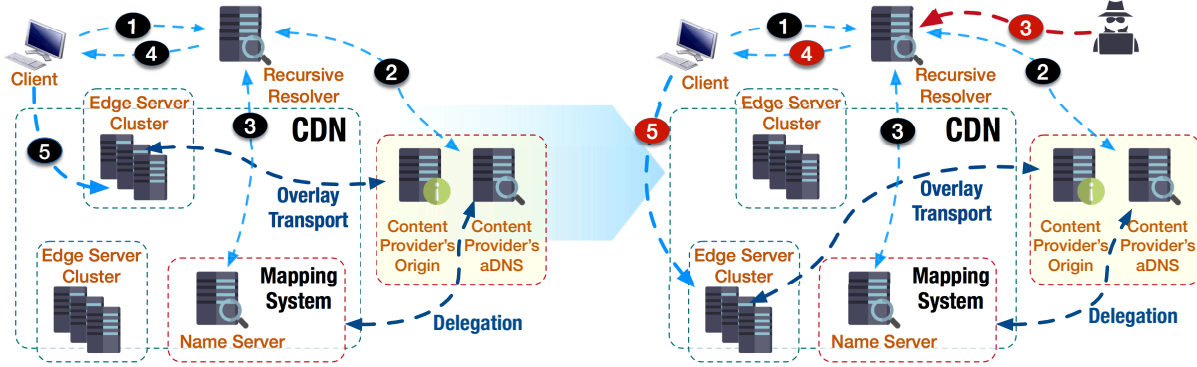 1
4
Client
Recursive
Resolver
2
Edge Server
Cluster
3
CDN
5
Overlay
Transport
i
Content
Provider's
Origin
Content
Provider's
aDNS
Edge Server
Cluster
Mapping
System
Name Server
Delegation
1
4
3
Client
Recursive
Resolver
2
Edge Server
Cluster
3
CDN
5
Overlay
Transport
i
Content
Provider's
Origin
Content
Provider's
aDNS
Edge Server
Cluster
Mapping
System
Name Server
Delegation